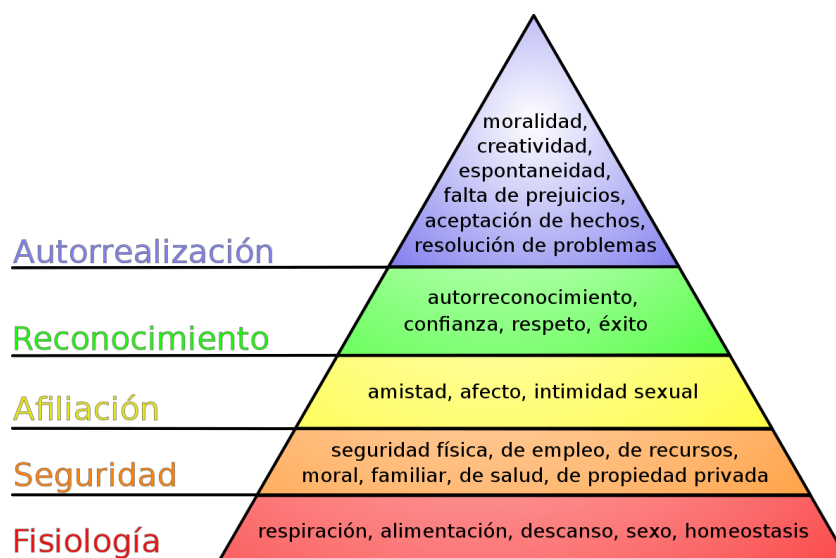 moralidad,
creatividad,
espontaneidad,
falta de prejuicios,
aceptación de hechos,
resolución de problemas
Autorrealización
autorreconocimiento,
confianza, respeto, éxito
Reconocimiento
amistad, afecto, intimidad sexual
Afiliación
seguridad física, de empleo, de recursos,
moral, familiar, de salud, de propiedad privada
Seguridad
respiración, alimentación, descanso, sexo, homeostasis
Fisiología